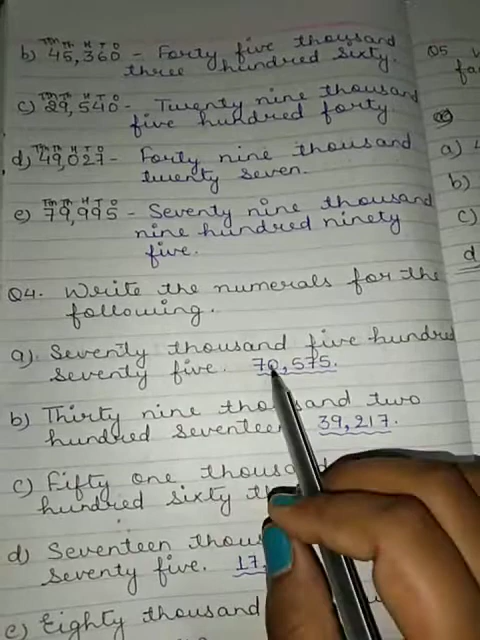 TTh Th H T O
b) 45,360 - Forty five thousand
three hundred sixty.
TTh Th H T O
c) 29,540 - Twenty nine thousand
five hundred forty.
TTh Th H T O
d) 49,027 - Forty nine thousand
twenty seven.
TTh Th H T O
e) 79,995 - Seventy nine thousand
nine hundred ninety
five.
Q4. Write the numerals for the
following.
a) Seventy thousand five hundred
seventy five. 70,575.
b) Thirty nine thousand two
hundred seventeen 39,217.
c) Fifty one
hundred sixty
d) Seventeen
seventy five. 17,
e) Eighty thousand
Q5
a)
b)
c)
d